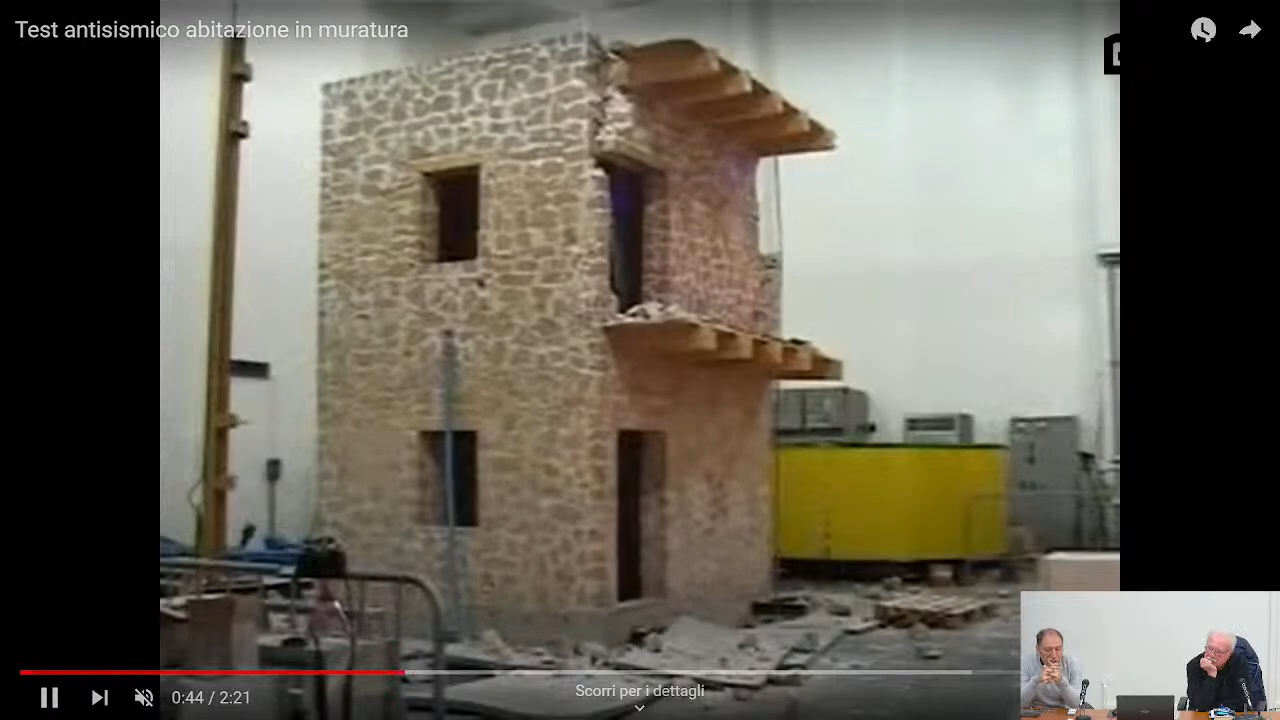 Test antisismico abitazione in muratura
Scorri per i dettagli
0:44 / 2:21